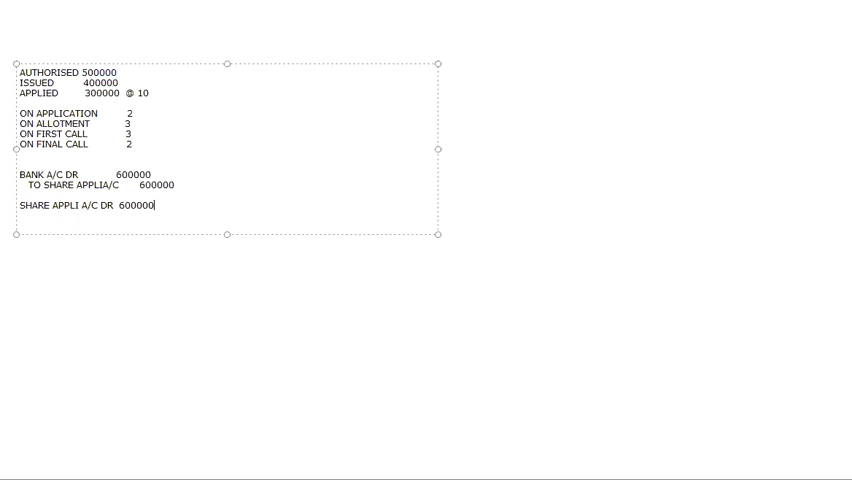 AUTHORISED 500000
ISSUED 400000
APPLIED 300000 @ 10
ON APPLICATION 2
ON ALLOTMENT 3
ON FIRST CALL 3
ON FINAL CALL 2
BANK A/C DR 600000
TO SHARE APPLIA/C 600000
SHARE APPLI A/C DR 600000